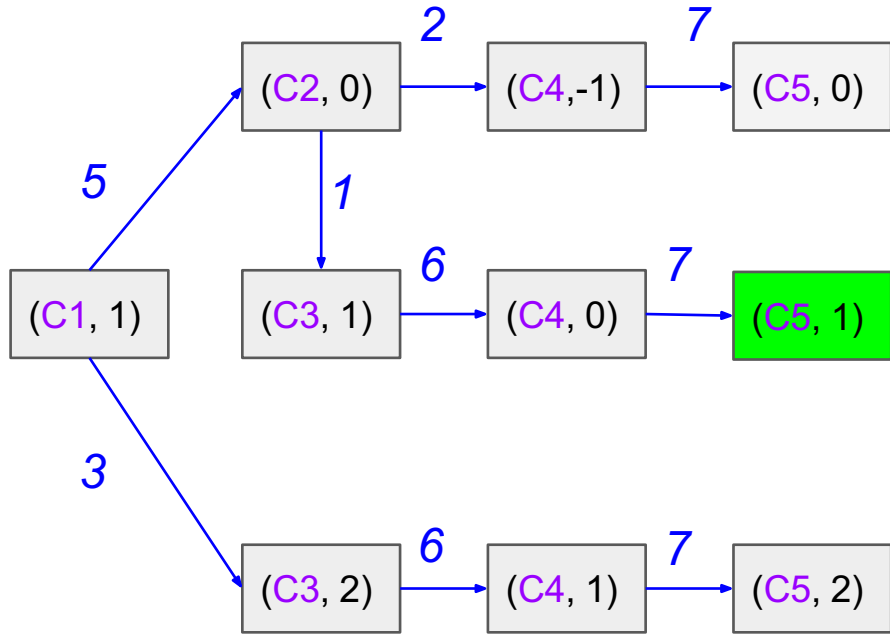 2
7
(C2, 0)
(C4,-1)
(C5, 0)
5
1
6
7
(C1, 1)
(C3, 1)
(C4, 0)
(C5, 1)
3
6
7
(C3, 2)
(C4, 1)
(C5, 2)